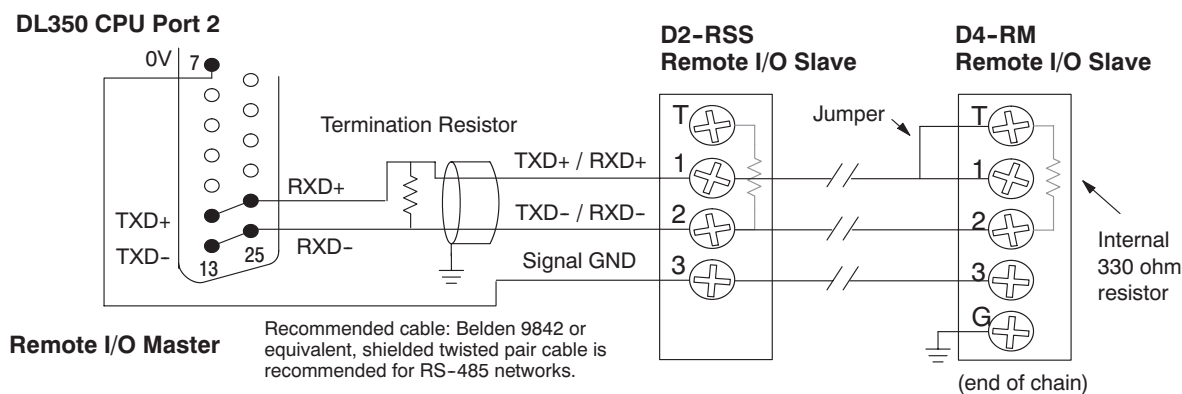 DL350 CPU Port 2
0V
7
Termination Resistor
RXD+
TXD+
TXD-
RXD-
13
25
TXD+ / RXD+
TXD- / RXD-
Signal GND
Remote I/O Master
Recommended cable: Belden 9842 or
equivalent, shielded twisted pair cable is
recommended for RS-485 networks.
D2-RSS
Remote I/O Slave
T
1
2
3
Jumper
D4-RM
Remote I/O Slave
T
1
2
3
G
Internal
330 ohm
resistor
(end of chain)